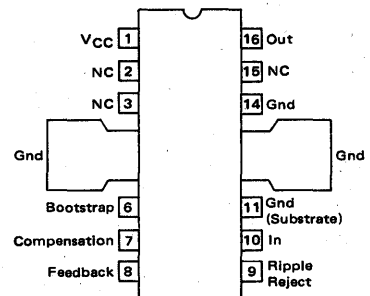 VCC 1 16 Out
NC 2 15 NC
NC 3 14 Gnd
Gnd Gnd
Bootstrap 6 11 Gnd
(Substrate)
Compensation 7 10 In
Feedback 8 9 Ripple
Reject